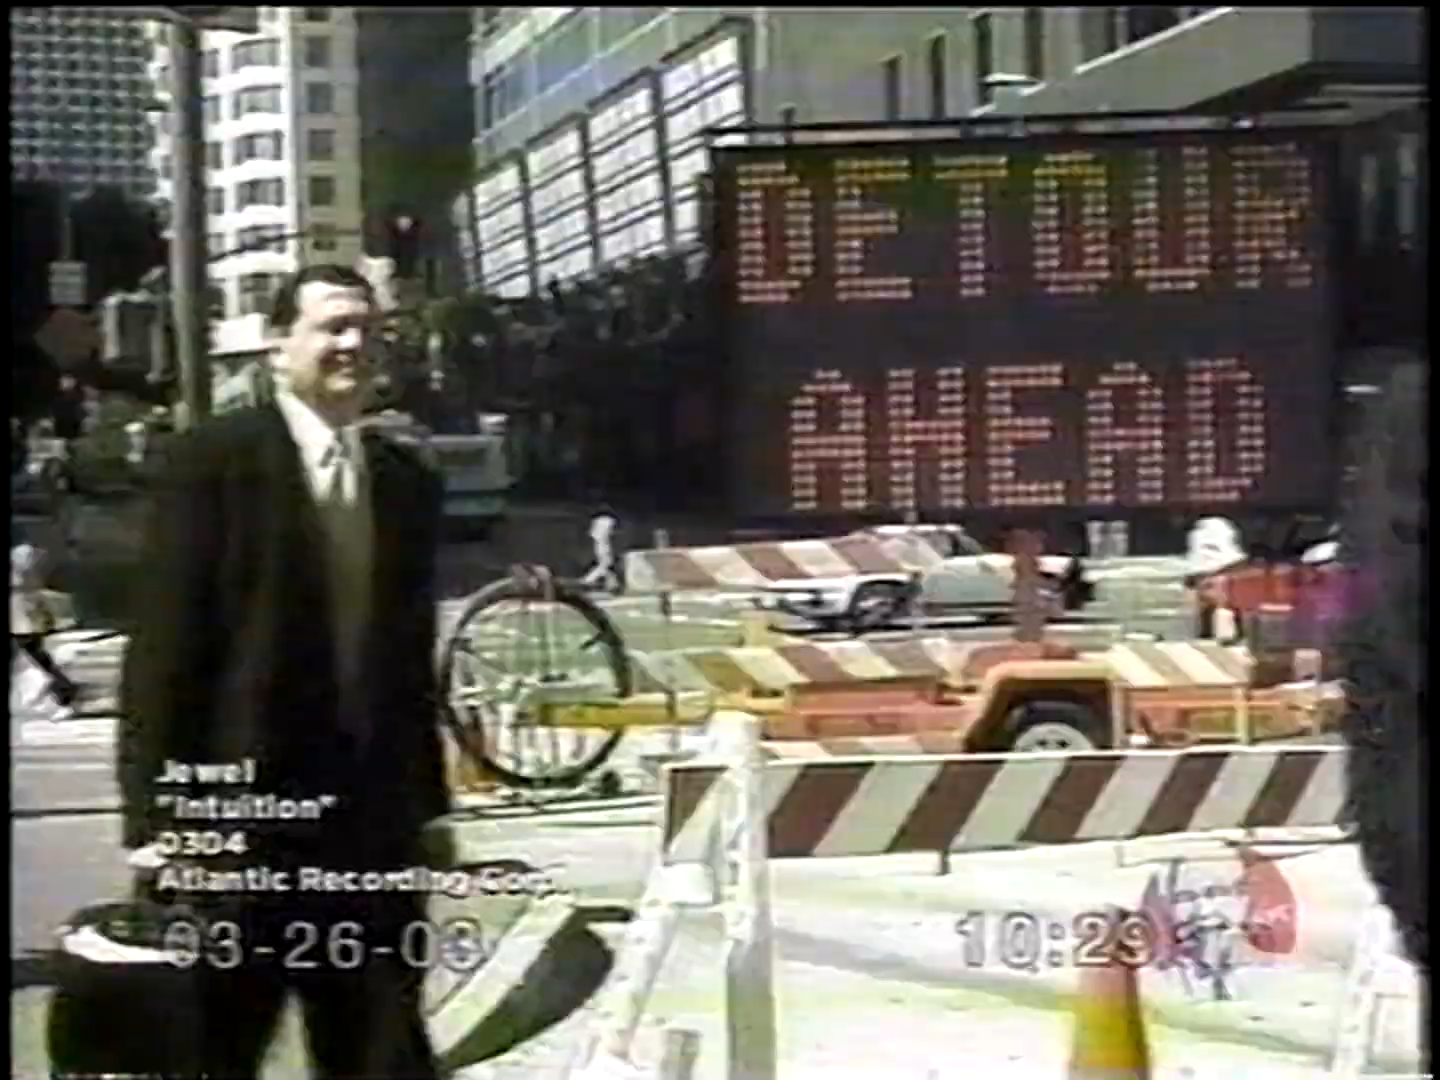 DETOUR
AHEAD
Jewel
"Intuition"
0304
Atlantic Recording Corp.
03-26-03
10:29